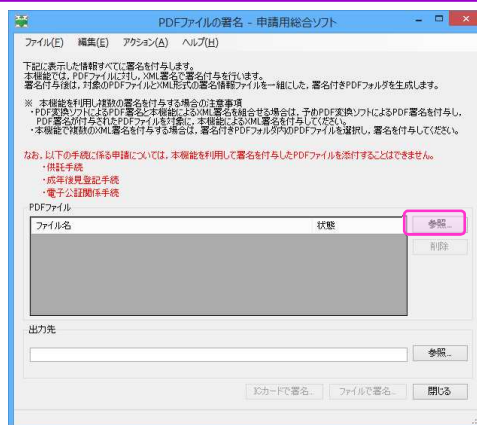 PDFファイルの署名 - 申請用総合ソフト
ファイル(F) 編集(E) アクション(A) ヘルプ(H)
下記に表示した情報すべてに署名を付与します。
本機能では、PDFファイルに対し、XML署名で署名付与を行います。
署名付与後は、対象のPDFファイルとXML形式の署名情報ファイルを一組にした、署名付きPDFフォルダを生成します。
※ 本機能を利用し複数の署名を付与する場合の注意事項
・PDF変換ソフトによるPDF署名と本機能によるXML署名を組合せる場合は、予めPDF変換ソフトによるPDF署名を付与し、
PDF署名が付与されたPDFファイルを対象に、本機能によるXML署名を付与してください。
・本機能で複数のXML署名を付与する場合は、署名付きPDFフォルダ内のPDFファイルを選択し、署名を付与してください。
なお、以下の手続に係る申請については、本機能を利用して署名を付与したPDFファイルを添付することはできません。
・供託手続
・成年後見登記手続
・電子公証関係手続
PDFファイル
ファイル名 状態 参照...
削除
出力先
参照...
ICカードで署名... ファイルで署名... 閉じる